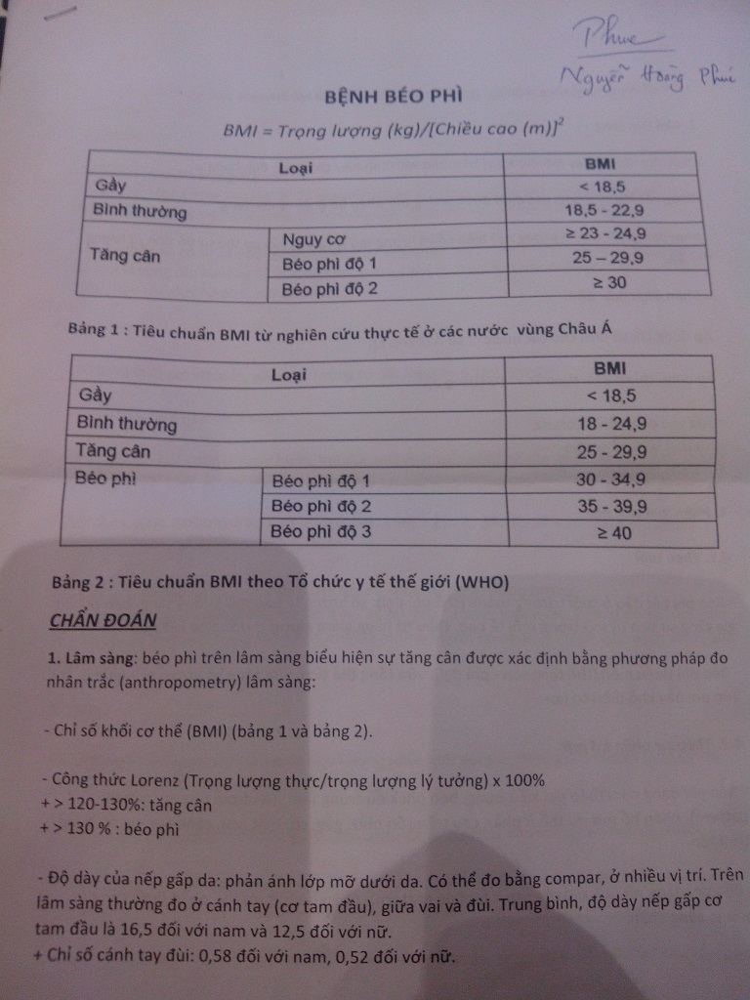 Phuc
Nguyễn Hoàng Phúc
BỆNH BÉO PHÌ
BMI = Trọng lượng (kg)/[Chiều cao (m)]²
Loại BMI
Gầy < 18,5
Bình thường 18,5 - 22,9
Tăng cân Nguy cơ ≥ 23 - 24,9
Béo phì độ 1 25 – 29,9
Béo phì độ 2 ≥ 30
Bảng 1 : Tiêu chuẩn BMI từ nghiên cứu thực tế ở các nước vùng Châu Á
Loại BMI
Gầy < 18,5
Bình thường 18 - 24,9
Tăng cân 25 - 29,9
Béo phì Béo phì độ 1 30 - 34,9
Béo phì độ 2 35 - 39,9
Béo phì độ 3 ≥ 40
Bảng 2 : Tiêu chuẩn BMI theo Tổ chức y tế thế giới (WHO)
CHẨN ĐOÁN
1. Lâm sàng: béo phì trên lâm sàng biểu hiện sự tăng cân được xác định bằng phương pháp đo
nhân trắc (anthropometry) lâm sàng:
- Chỉ số khối cơ thể (BMI) (bảng 1 và bảng 2).
- Công thức Lorenz (Trọng lượng thực/trọng lượng lý tưởng) x 100%
+ > 120-130%: tăng cân
+ > 130 % : béo phì
- Độ dày của nếp gấp da: phản ánh lớp mỡ dưới da. Có thể đo bằng compar, ở nhiều vị trí. Trên
lâm sàng thường đo ở cánh tay (cơ tam đầu), giữa vai và đùi. Trung bình, độ dày nếp gấp cơ
tam đầu là 16,5 đối với nam và 12,5 đối với nữ.
+ Chỉ số cánh tay đùi: 0,58 đối với nam, 0,52 đối với nữ.